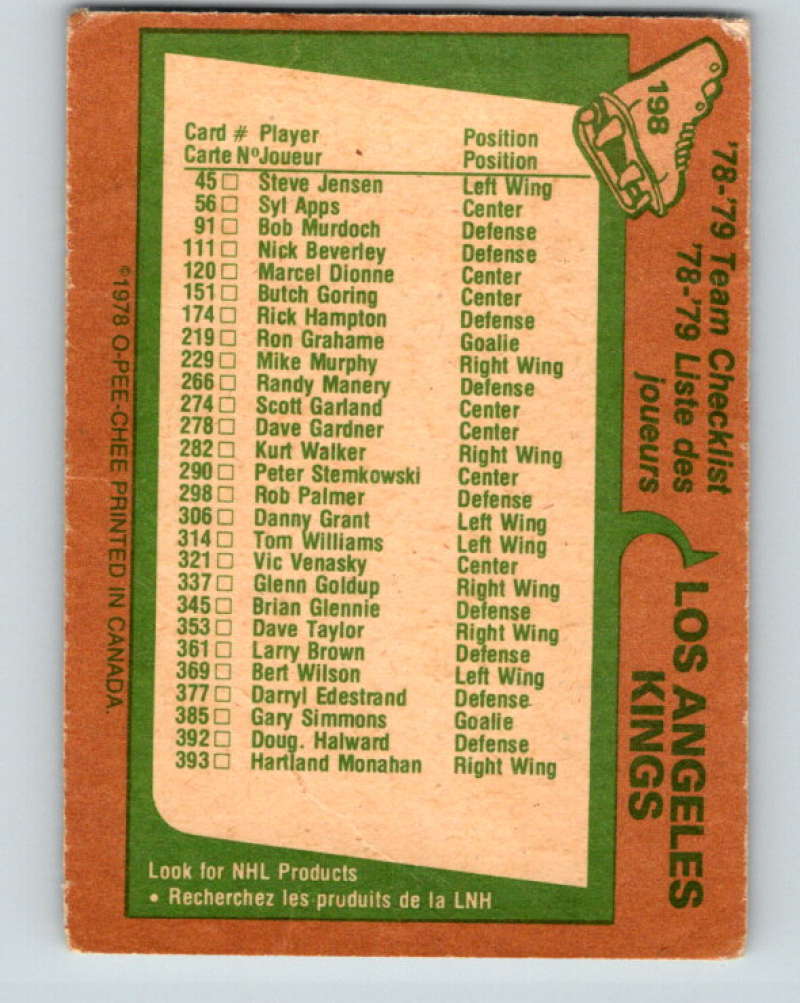 198
'78-'79 Team Checklist
'78-'79 Liste des
joueurs
LOS ANGELES
KINGS
Card # Player Position
Carte Nº Joueur Position
45 □ Steve Jensen Left Wing
56 □ Syl Apps Center
91 □ Bob Murdoch Defense
111 □ Nick Beverley Defense
120 □ Marcel Dionne Center
151 □ Butch Goring Center
174 □ Rick Hampton Defense
219 □ Ron Grahame Goalie
229 □ Mike Murphy Right Wing
266 □ Randy Manery Defense
274 □ Scott Garland Center
278 □ Dave Gardner Center
282 □ Kurt Walker Right Wing
290 □ Peter Stemkowski Center
298 □ Rob Palmer Defense
306 □ Danny Grant Left Wing
314 □ Tom Williams Left Wing
321 □ Vic Venasky Center
337 □ Glenn Goldup Right Wing
345 □ Brian Glennie Defense
353 □ Dave Taylor Right Wing
361 □ Larry Brown Defense
369 □ Bert Wilson Left Wing
377 □ Darryl Edestrand Defense
385 □ Gary Simmons Goalie
392 □ Doug. Halward Defense
393 □ Hartland Monahan Right Wing
Look for NHL Products
• Recherchez les produits de la LNH
©1978 O-PEE-CHEE PRINTED IN CANADA.